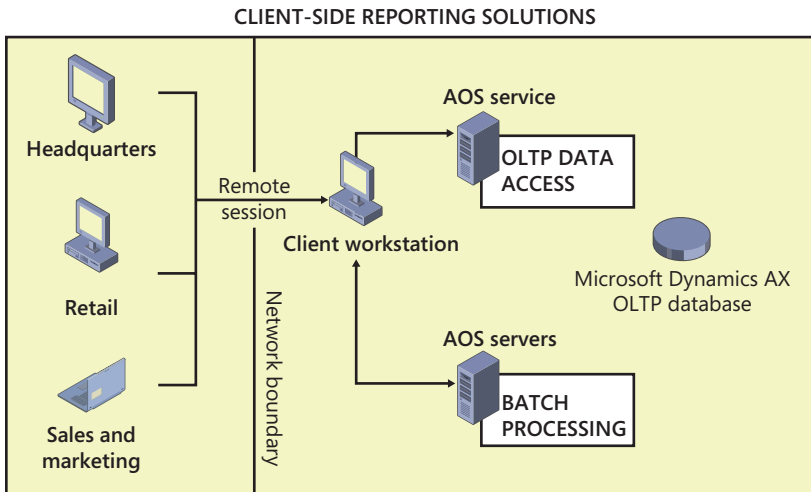 CLIENT-SIDE REPORTING SOLUTIONS
Headquarters
Retail
Sales and
marketing
Remote
session
Network boundary
Client workstation
AOS service
OLTP DATA
ACCESS
Microsoft Dynamics AX
OLTP database
AOS servers
BATCH
PROCESSING